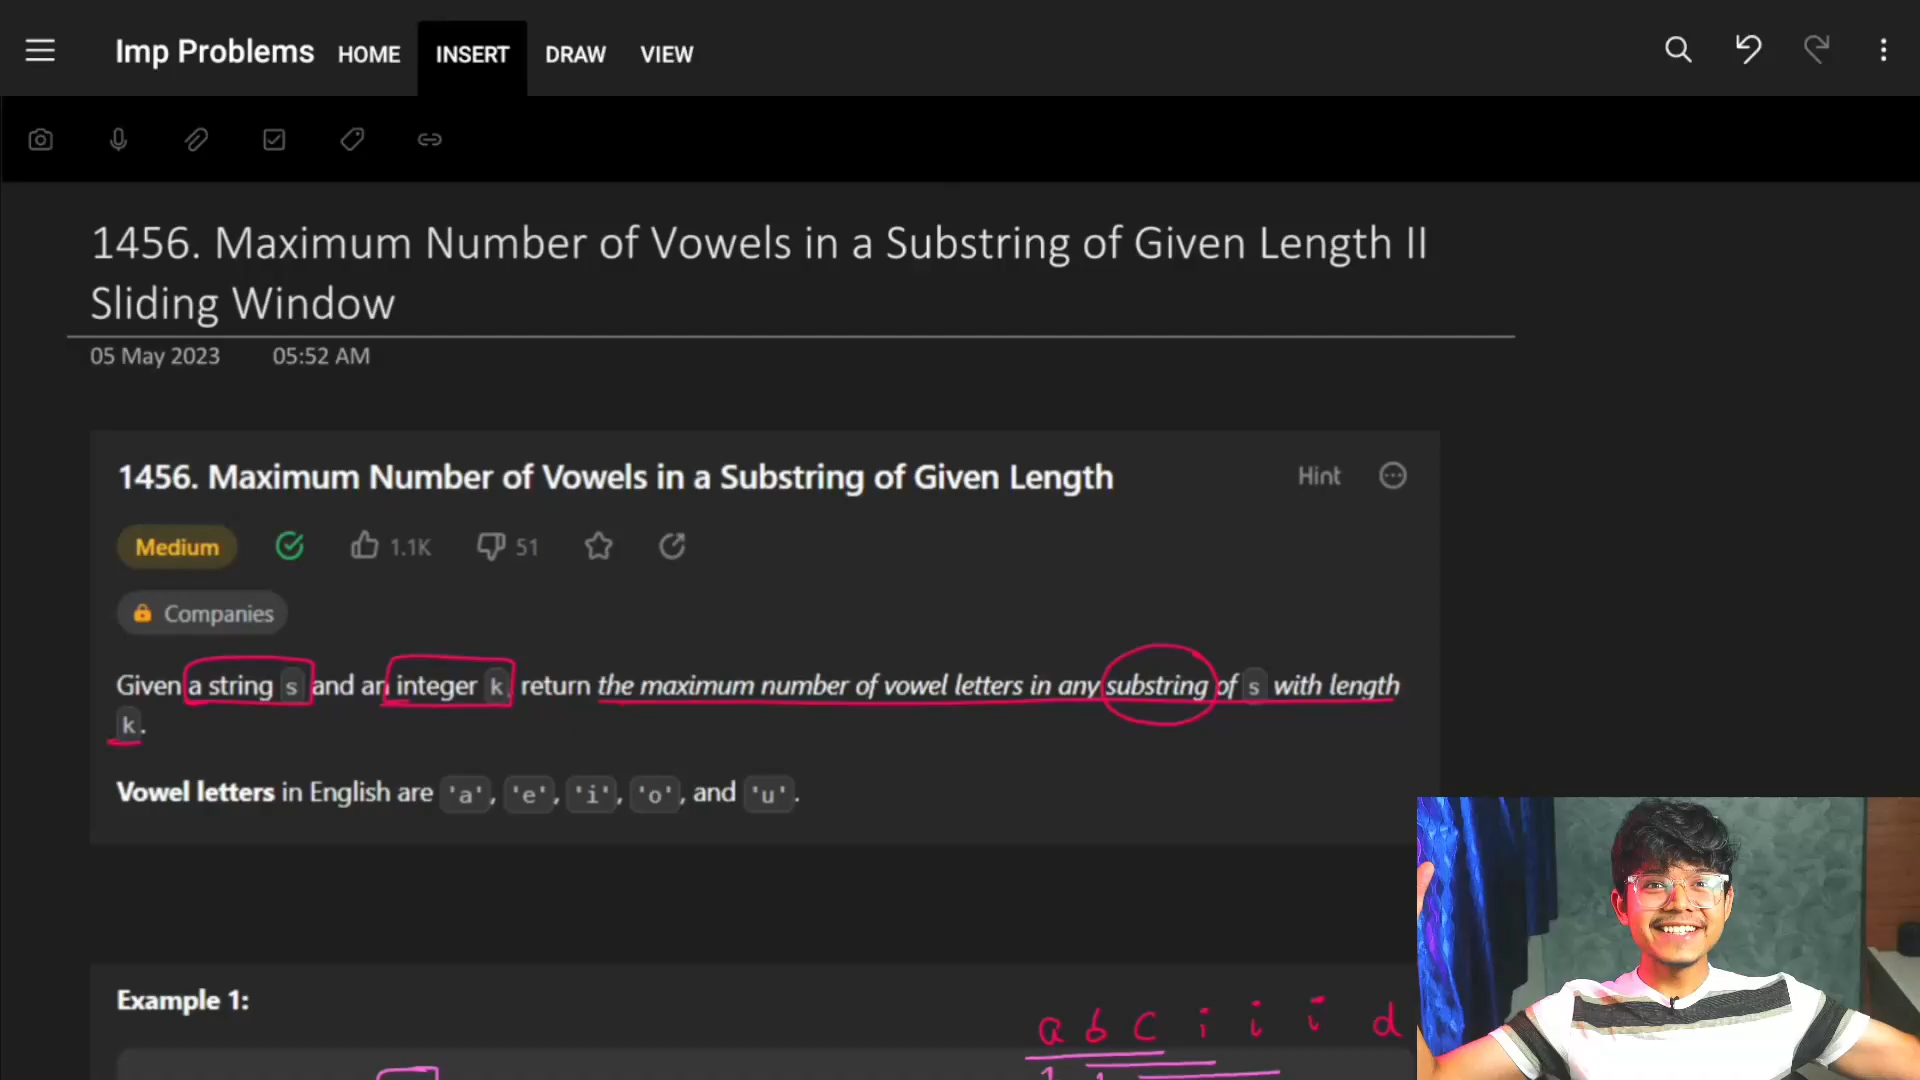 Imp Problems HOME INSERT DRAW VIEW
1456. Maximum Number of Vowels in a Substring of Given Length II
Sliding Window
05 May 2023 05:52 AM
1456. Maximum Number of Vowels in a Substring of Given Length Hint
Medium 1.1K 51
Companies
Given a string s and an integer k, return the maximum number of vowel letters in any substring of s with length
k.
Vowel letters in English are 'a', 'e', 'i', 'o', and 'u'.
Example 1:
a b c i i i d